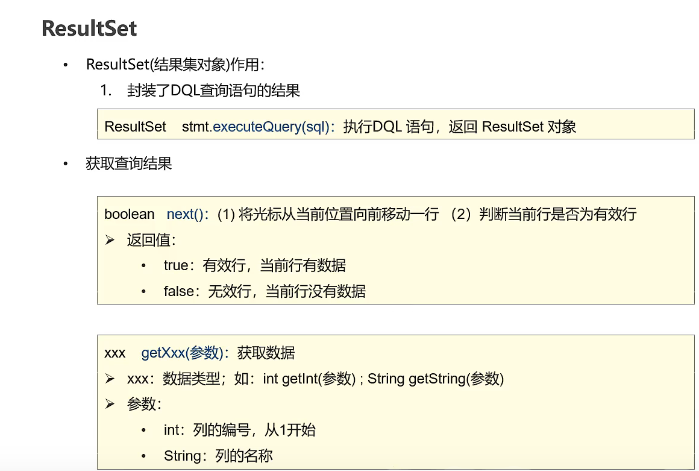 ResultSet
• ResultSet(结果集对象)作用：
1. 封装了DQL查询语句的结果
ResultSet stmt.executeQuery(sql)：执行DQL 语句，返回 ResultSet 对象
• 获取查询结果
boolean next()：(1) 将光标从当前位置向前移动一行 （2）判断当前行是否为有效行
➢ 返回值：
• true：有效行，当前行有数据
• false：无效行，当前行没有数据
xxx getXxx(参数)：获取数据
➢ xxx：数据类型；如：int getInt(参数) ; String getString(参数)
➢ 参数：
• int：列的编号，从1开始
• String：列的名称